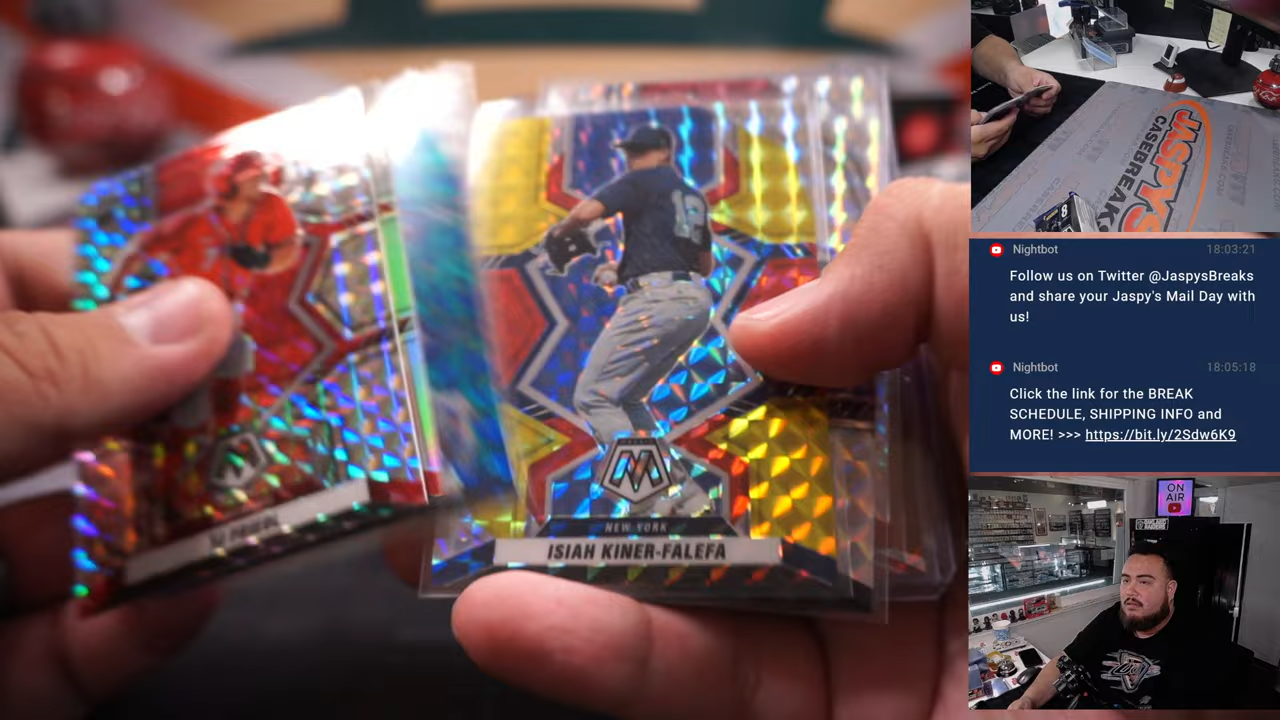 NEW YORK
ISIAH KINER-FALEFA
18
M
JASPYS
CASEBREAKS
Nightbot 18:03:21
Follow us on Twitter @JaspysBreaks
and share your Jaspy's Mail Day with
us!
Nightbot 18:05:18
Click the link for the BREAK
SCHEDULE, SHIPPING INFO and
MORE! >>> https://bit.ly/2Sdw6K9
ON
AIR